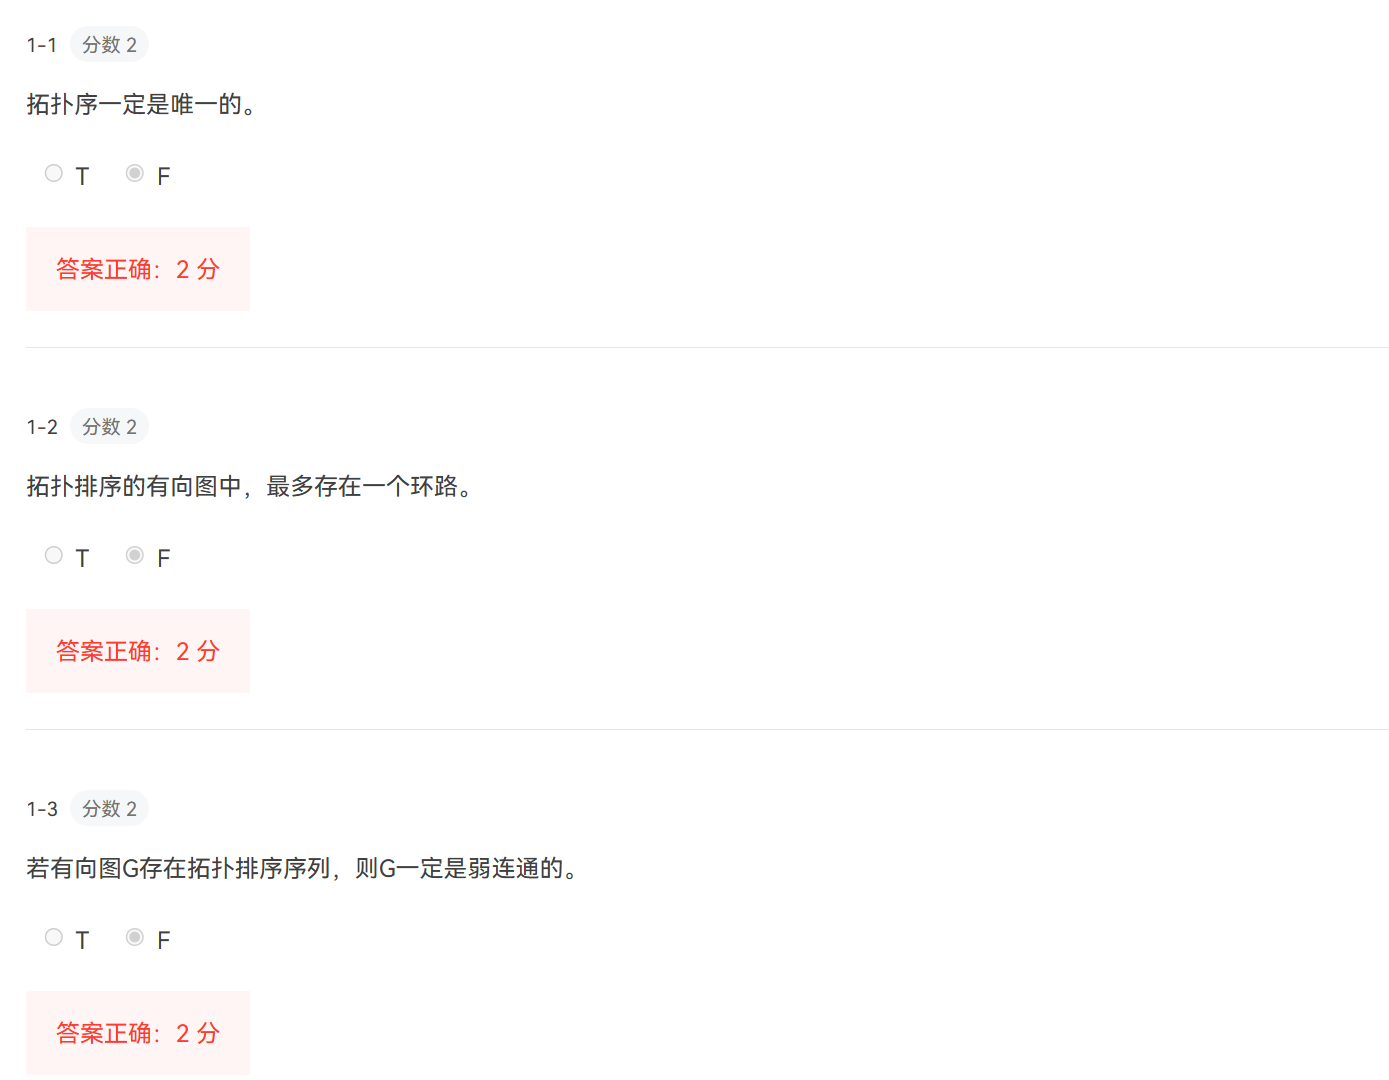 1-1 分数 2
拓扑序一定是唯一的。
T F
答案正确：2 分
1-2 分数 2
拓扑排序的有向图中，最多存在一个环路。
T F
答案正确：2 分
1-3 分数 2
若有向图G存在拓扑排序序列，则G一定是弱连通的。
T F
答案正确：2 分